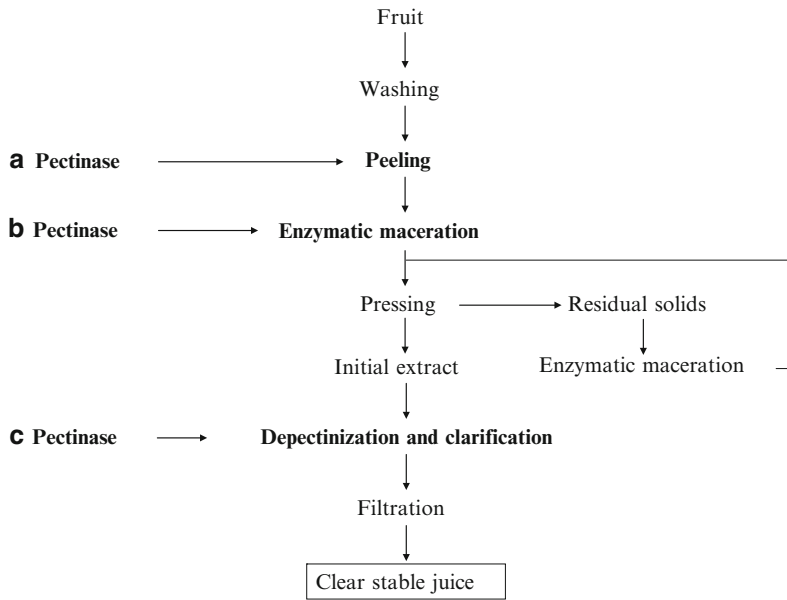 Fruit
Washing
a Pectinase
Peeling
b Pectinase
Enzymatic maceration
Pressing
Residual solids
Initial extract
Enzymatic maceration
c Pectinase
Depectinization and clarification
Filtration
Clear stable juice